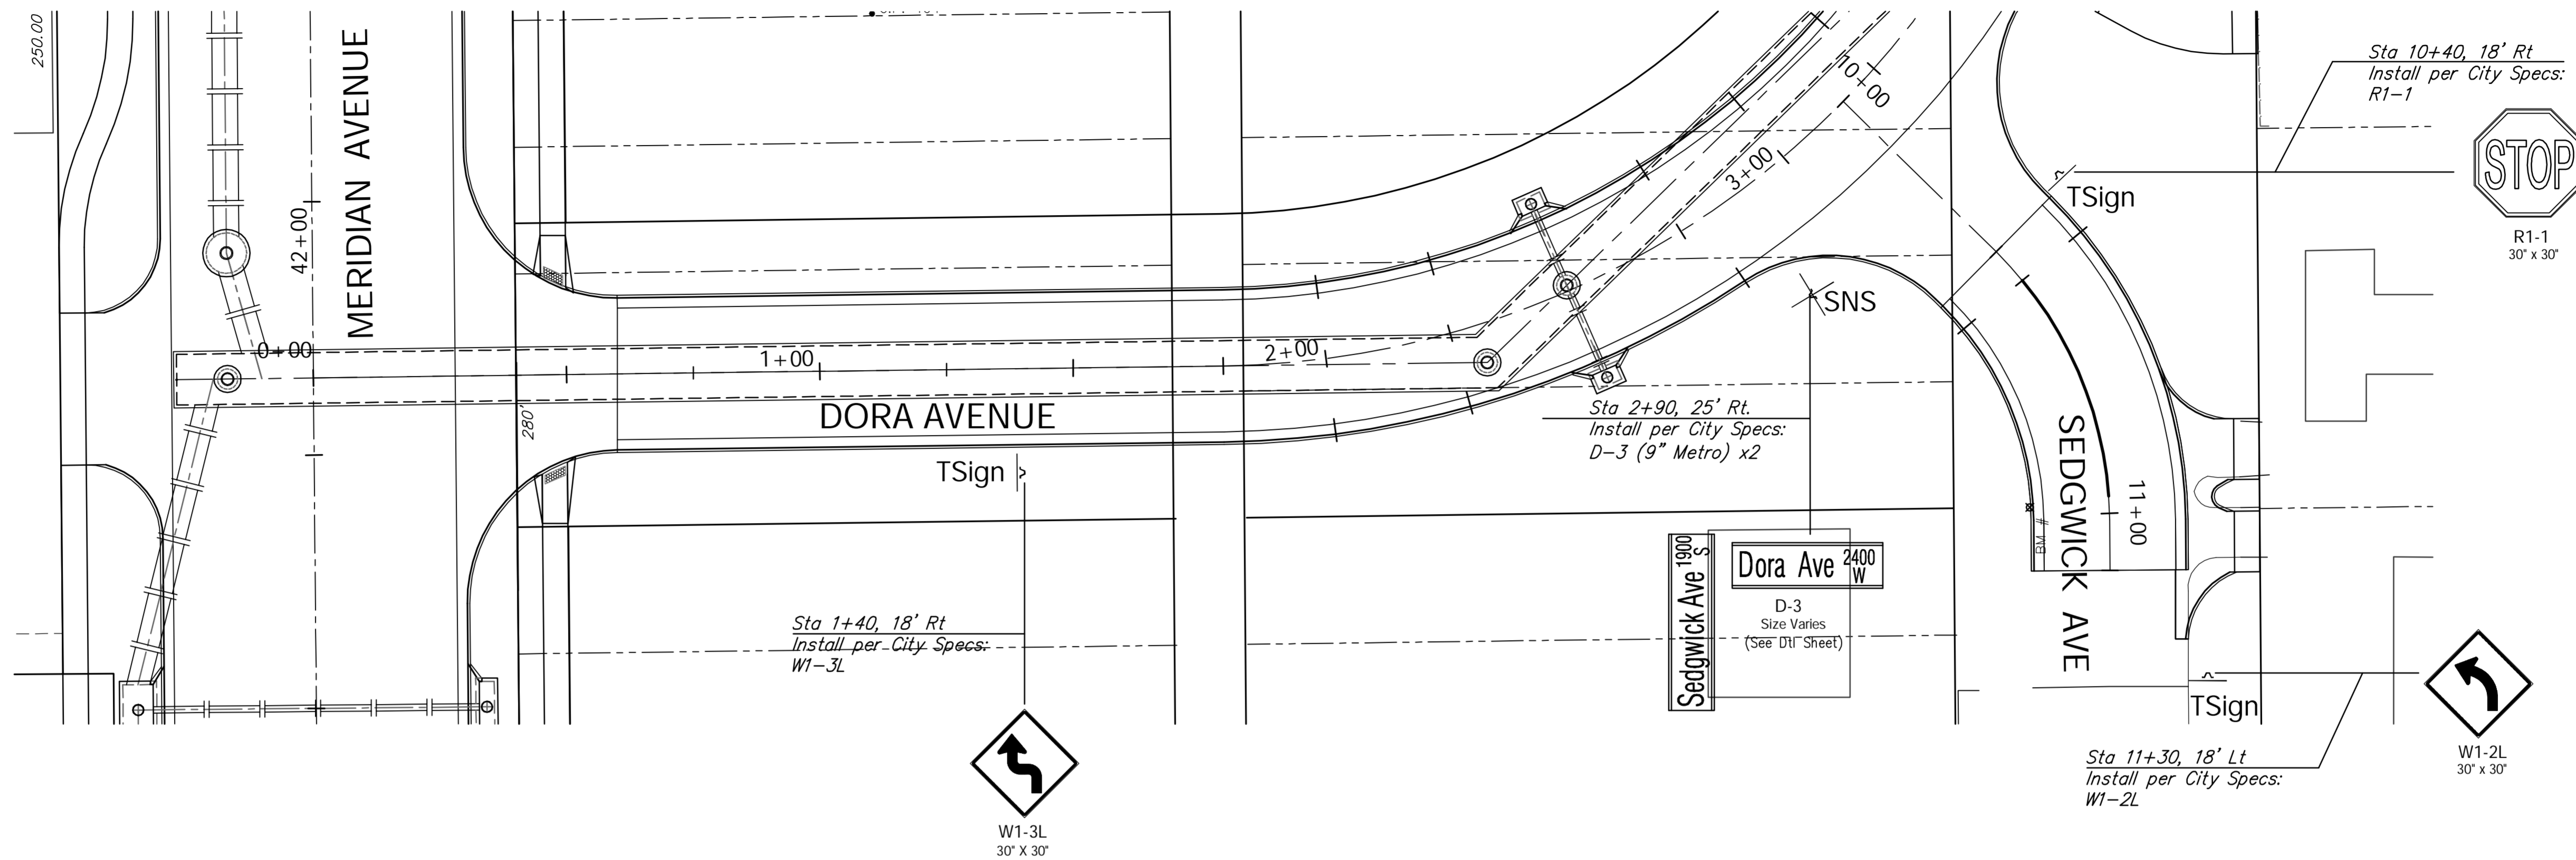 250.00
MERIDIAN AVENUE
42+00
0+00
1+00
2+00
3+00
10+00
280'
DORA AVENUE
TSign
SNS
TSign
Sta 10+40, 18' Rt
Install per City Specs:
R1-1
STOP
R1-1
30" x 30"
Sta 2+90, 25' Rt.
Install per City Specs:
D-3 (9" Metro) x2
Sedgwick Ave 1900 S
Dora Ave 2400 W
D-3
Size Varies
(See Dtl Sheet)
Sta 1+40, 18' Rt
Install per City Specs:
W1-3L
W1-3L
30" X 30"
SEDGWICK AVE
11+00
BM #
TSign
Sta 11+30, 18' Lt
Install per City Specs:
W1-2L
W1-2L
30" x 30"